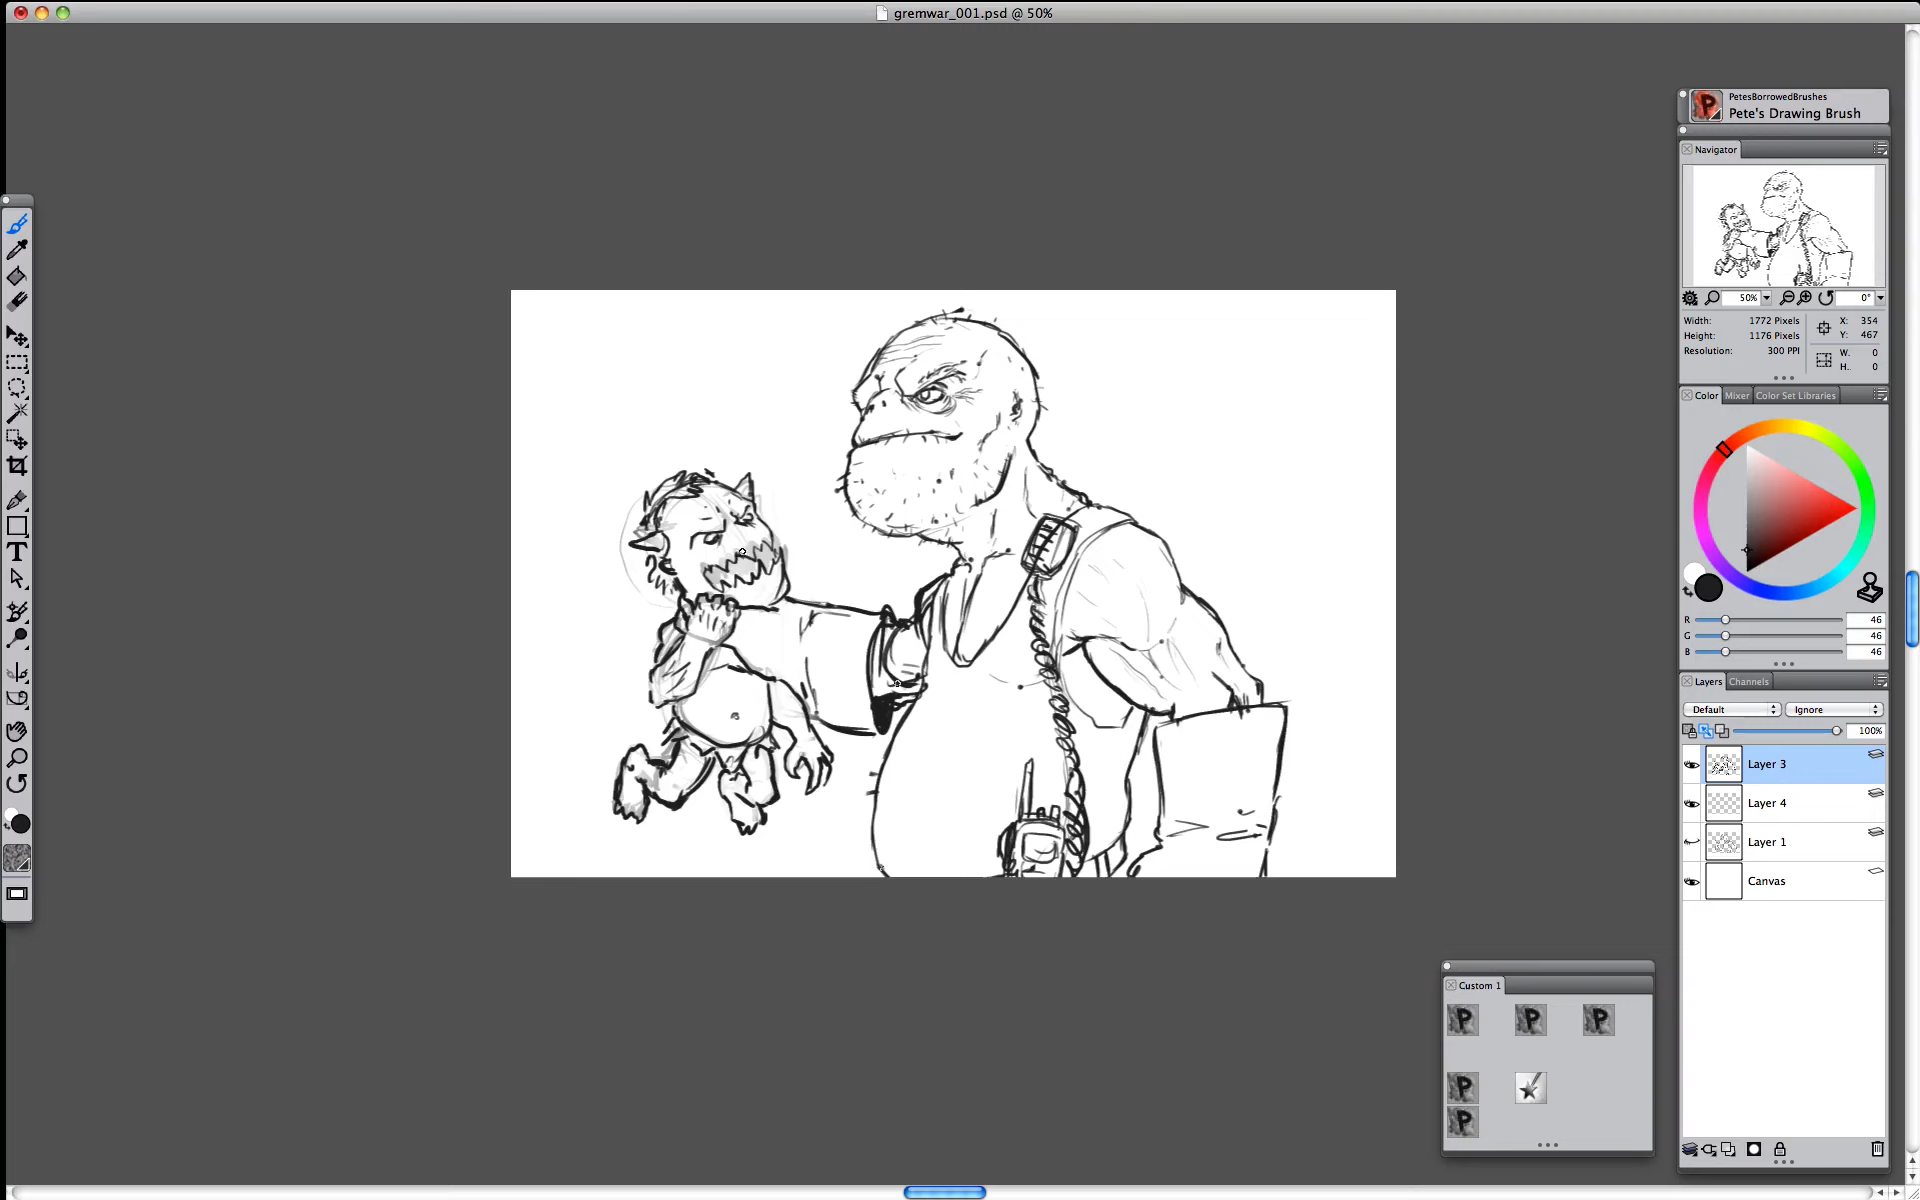 gremwar_001.psd @ 50%
PetesBorrowedBrushes
Pete's Drawing Brush
Navigator
50%
0°
Width: 1772 Pixels
Height: 1176 Pixels
Resolution: 300 PPI
X: 354
Y: 467
W. 0
H.. 0
Color Mixer Color Set Libraries
R 46
G 46
B 46
Layers Channels
Default Ignore
100%
Layer 3
Layer 4
Layer 1
Canvas
Custom 1
P P P
P
P
T